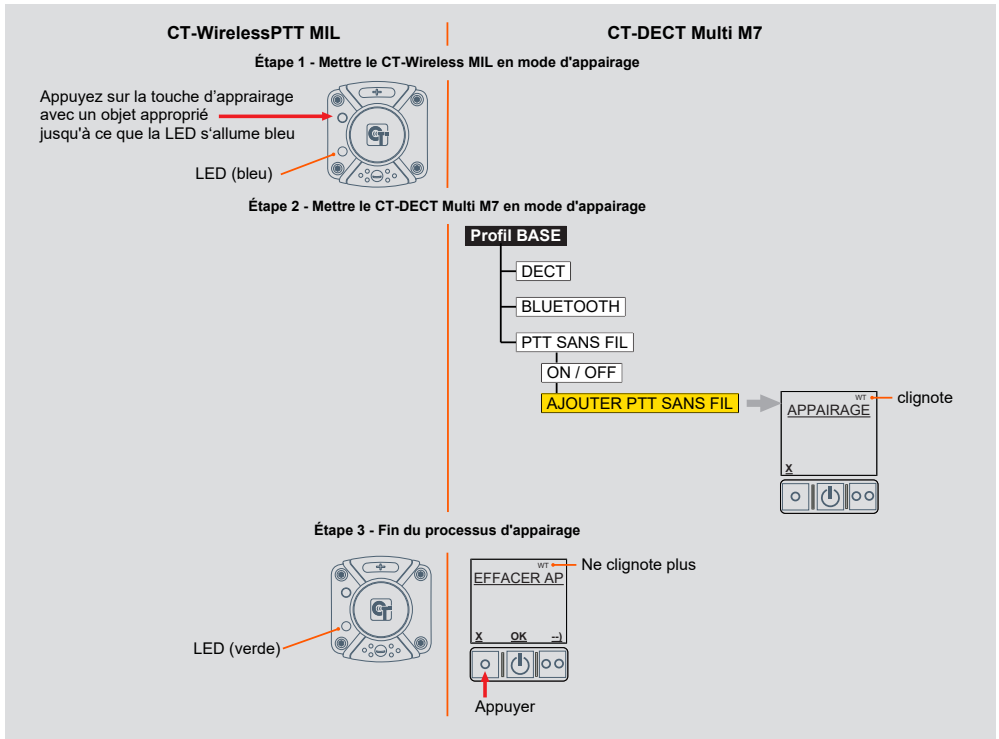 CT-WirelessPTT MIL
CT-DECT Multi M7
Étape 1 - Mettre le CT-Wireless MIL en mode d'appairage
Appuyez sur la touche d’apprairage
avec un objet approprié
jusqu'à ce que la LED s‘allume bleu
LED (bleu)
Étape 2 - Mettre le CT-DECT Multi M7 en mode d'appairage
Profil BASE
DECT
BLUETOOTH
PTT SANS FIL
ON / OFF
AJOUTER PTT SANS FIL
WT
clignote
APPAIRAGE
X
Étape 3 - Fin du processus d'appairage
WT
Ne clignote plus
EFFACER AP
X OK --)
LED (verde)
Appuyer